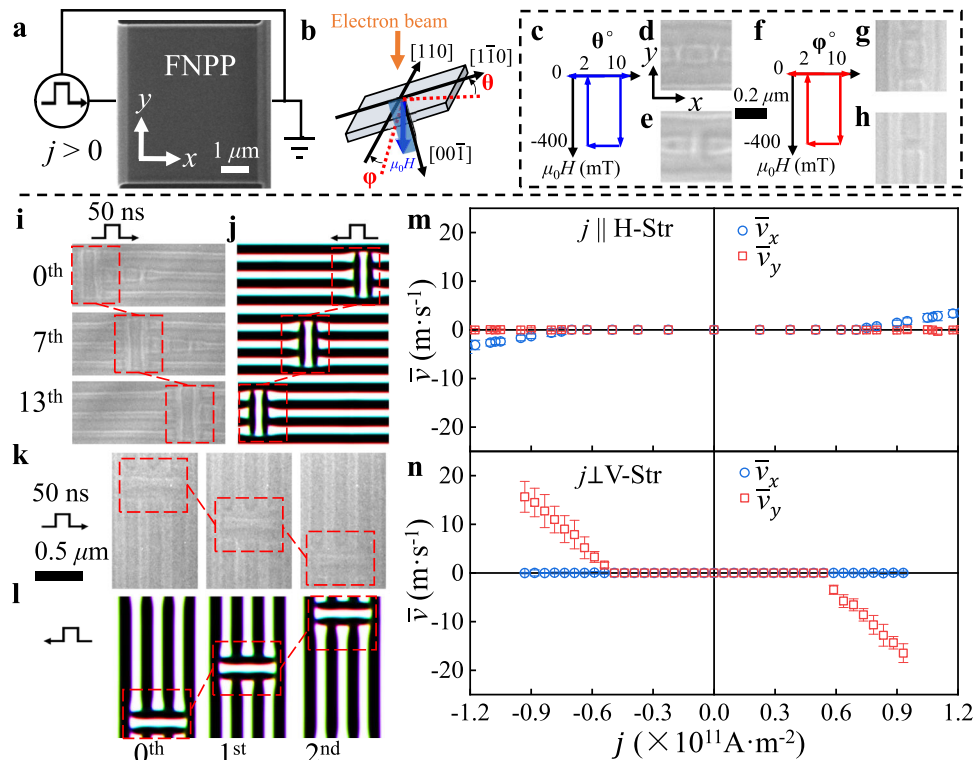 a
FNPP
y
x
j > 0
1 μm
b
Electron beam
[110]
[11̄0]
θ
[001̄]
μ₀H
φ
c
θ°
0
2
10
-400
μ₀H (mT)
d
y
x
e
0.2 μm
f
φ°
0
2
10
-400
μ₀H (mT)
g
h
i
50 ns
0th
7th
13th
j
k
50 ns
0.5 μm
l
0th
1st
2nd
m
j || H-Str
v̄x
v̄y
20
10
0
-10
-20
v̄ (m·s⁻¹)
n
j⊥V-Str
v̄x
v̄y
20
10
0
-10
-20
v̄ (m·s⁻¹)
-1.2 -0.9 -0.6 -0.3 0.0 0.3 0.6 0.9 1.2
j (×10¹¹A·m⁻²)